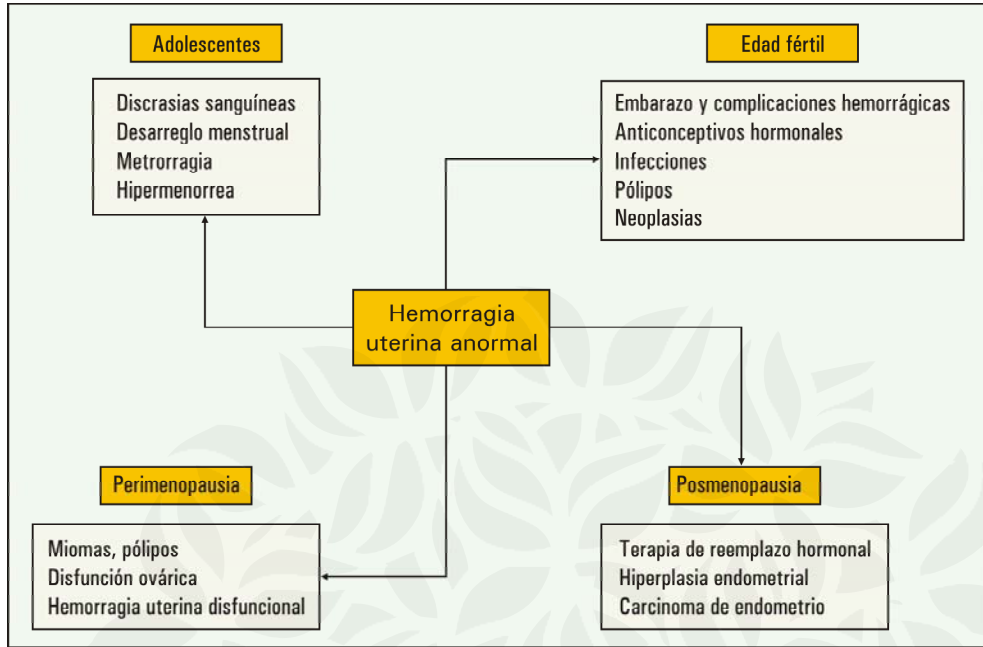 Adolescentes
Discrasias sanguíneas
Desarreglo menstrual
Metrorragia
Hipermenorrea
Edad fértil
Embarazo y complicaciones hemorrágicas
Anticonceptivos hormonales
Infecciones
Pólipos
Neoplasias
Hemorragia
uterina anormal
Perimenopausia
Miomas, pólipos
Disfunción ovárica
Hemorragia uterina disfuncional
Posmenopausia
Terapia de reemplazo hormonal
Hiperplasia endometrial
Carcinoma de endometrio